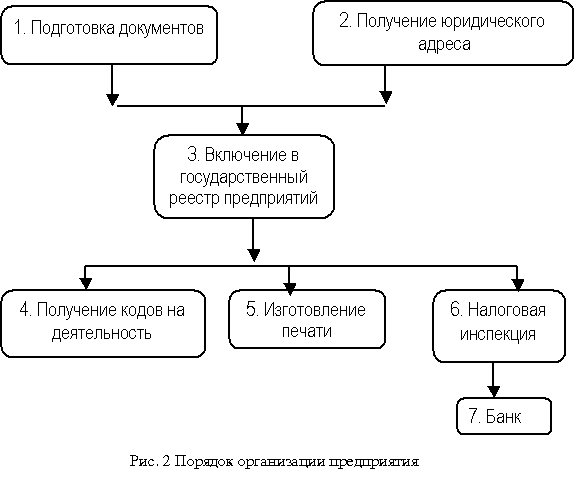 1. Подготовка документов
2. Получение юридического
адреса
3. Включение в
государственный
реестр предприятий
4. Получение кодов на
деятельность
5. Изготовление
печати
6. Налоговая
инспекция
7. Банк
Рис. 2 Порядок организации предприятия